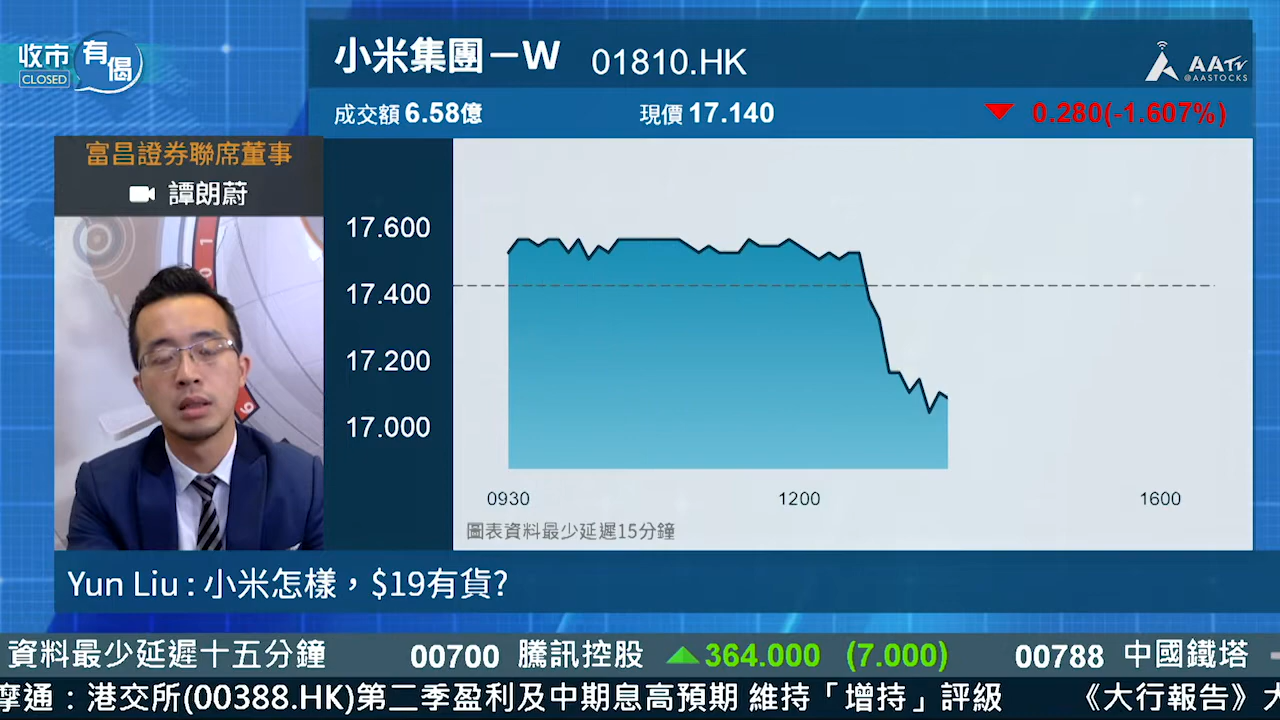 收市
CLOSED
有偈
小米集團－W 01810.HK
AATV
@AASTOCKS
成交額 6.58億 現價 17.140 ▼ 0.280(-1.607%)
富昌證券聯席董事
譚朗蔚
17.600
17.400
17.200
17.000
0930 1200 1600
圖表資料最少延遲15分鐘
Yun Liu : 小米怎樣，$19有貨?
資料最少延遲十五分鐘 00700 騰訊控股 ▲364.000 (7.000) 00788 中國鐵塔
摩通：港交所(00388.HK)第二季盈利及中期息高預期 維持「增持」評級 《大行報告》大